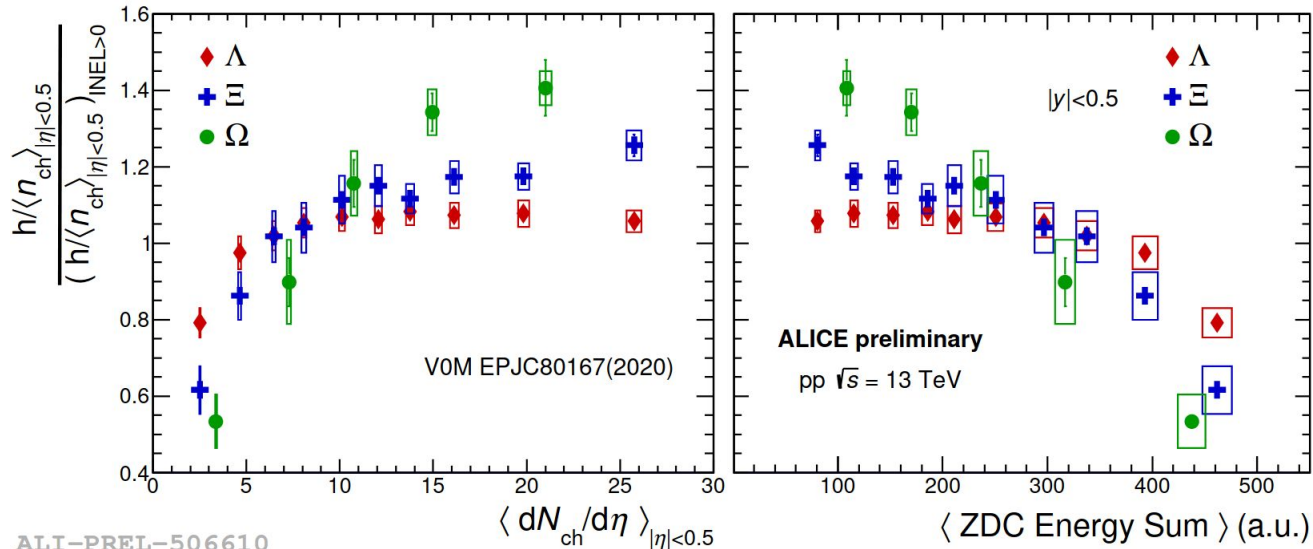 h/⟨n_ch⟩|η|<0.5
(h/⟨n_ch⟩|η|<0.5)INEL>0
1.6
1.4
1.2
1
0.8
0.6
0.4
Λ
Ξ
Ω
V0M EPJC80167(2020)
0 5 10 15 20 25 30
⟨ dN_ch/dη ⟩|η|<0.5
Λ
|y|<0.5 Ξ
Ω
ALICE preliminary
pp √s = 13 TeV
100 200 300 400 500
⟨ ZDC Energy Sum ⟩ (a.u.)
ALI-PREL-506610